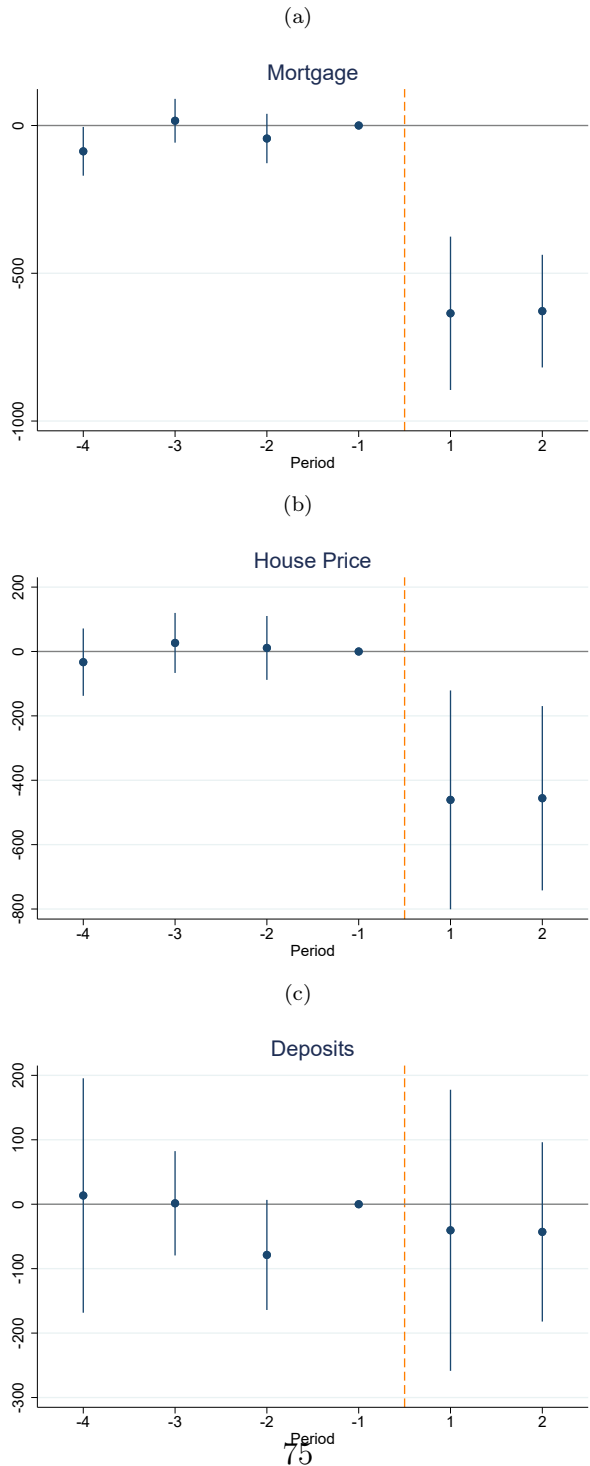 (a)
Mortgage
0
-500
-1000
-4 -3 -2 -1 1 2
Period
(b)
House Price
200
0
-200
-400
-600
-800
-4 -3 -2 -1 1 2
Period
(c)
Deposits
200
100
0
-100
-200
-300
-4 -3 -2 -1 1 2
Period
75